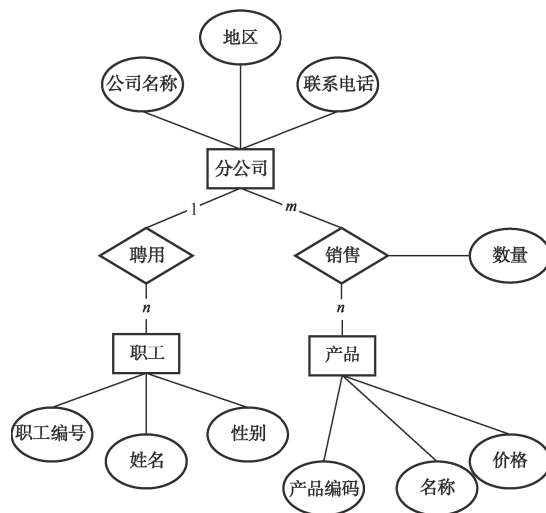 地区
公司名称
联系电话
分公司
1
m
聘用
销售
数量
n
n
职工
产品
职工编号
姓名
性别
产品编码
名称
价格